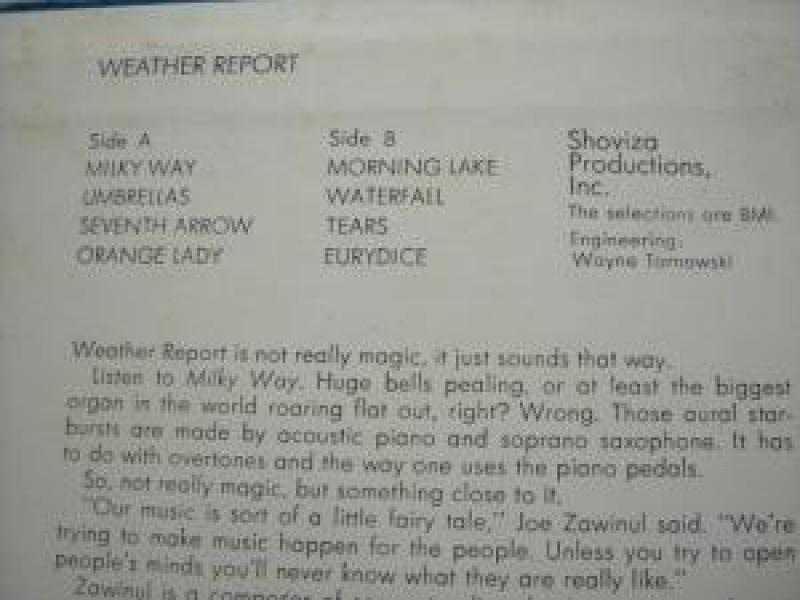 WEATHER REPORT
Side A
MILKY WAY
UMBRELLAS
SEVENTH ARROW
ORANGE LADY
Side B
MORNING LAKE
WATERFALL
TEARS
EURYDICE
Shoviza
Productions,
Inc.
The selections are BMI.
Engineering:
Wayne Tarnowski
Weather Report is not really magic, it just sounds that way.
Listen to Milky Way. Huge bells pealing, or at least the biggest
organ in the world roaring flat out, right? Wrong. Those aural star-
bursts are made by acoustic piano and soprano saxophone. It has
to do with overtones and the way one uses the piano pedals.
So, not really magic, but something close to it.
"Our music is sort of a little fairy tale," Joe Zawinul said. "We're
trying to make music happen for the people. Unless you try to open
people's minds you'll never know what they are really like."
Zawinul is a composer of